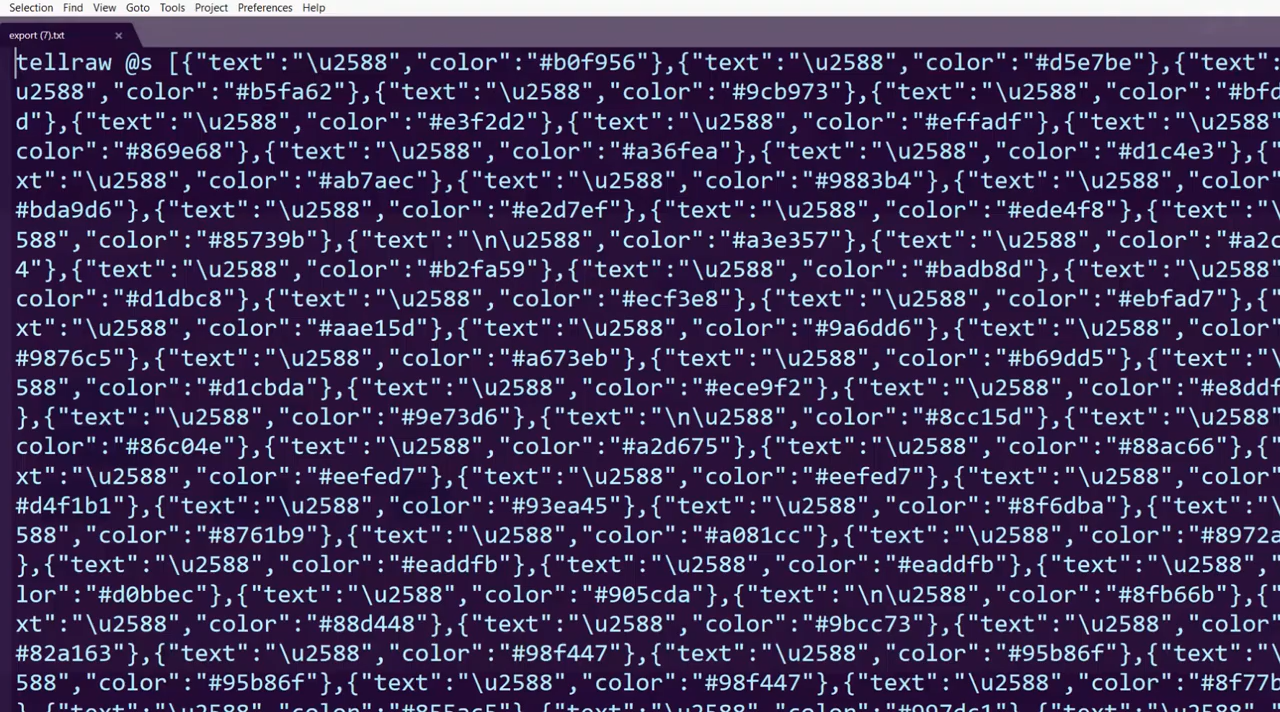 Selection Find View Goto Tools Project Preferences Help
export (7).txt ×
tellraw @s [{"text":"\u2588","color":"#b0f956"},{"text":"\u2588","color":"#d5e7be"},{"text":
u2588","color":"#b5fa62"},{"text":"\u2588","color":"#9cb973"},{"text":"\u2588","color":"#bfd
d"},{"text":"\u2588","color":"#e3f2d2"},{"text":"\u2588","color":"#effadf"},{"text":"\u2588"
color":"#869e68"},{"text":"\u2588","color":"#a36fea"},{"text":"\u2588","color":"#d1c4e3"},{"
xt":"\u2588","color":"#ab7aec"},{"text":"\u2588","color":"#9883b4"},{"text":"\u2588","color"
#bda9d6"},{"text":"\u2588","color":"#e2d7ef"},{"text":"\u2588","color":"#ede4f8"},{"text":"\
588","color":"#85739b"},{"text":"\n\u2588","color":"#a3e357"},{"text":"\u2588","color":"#a2c
4"},{"text":"\u2588","color":"#b2fa59"},{"text":"\u2588","color":"#badb8d"},{"text":"\u2588"
color":"#d1dbc8"},{"text":"\u2588","color":"#ecf3e8"},{"text":"\u2588","color":"#ebfad7"},{"
xt":"\u2588","color":"#aae15d"},{"text":"\u2588","color":"#9a6dd6"},{"text":"\u2588","color"
#9876c5"},{"text":"\u2588","color":"#a673eb"},{"text":"\u2588","color":"#b69dd5"},{"text":"\
588","color":"#d1cbda"},{"text":"\u2588","color":"#ece9f2"},{"text":"\u2588","color":"#e8ddf
},{"text":"\u2588","color":"#9e73d6"},{"text":"\n\u2588","color":"#8cc15d"},{"text":"\u2588"
color":"#86c04e"},{"text":"\u2588","color":"#a2d675"},{"text":"\u2588","color":"#88ac66"},{"
xt":"\u2588","color":"#eefed7"},{"text":"\u2588","color":"#eefed7"},{"text":"\u2588","color"
#d4f1b1"},{"text":"\u2588","color":"#93ea45"},{"text":"\u2588","color":"#8f6dba"},{"text":"\
588","color":"#8761b9"},{"text":"\u2588","color":"#a081cc"},{"text":"\u2588","color":"#8972a
},{"text":"\u2588","color":"#eaddfb"},{"text":"\u2588","color":"#eaddfb"},{"text":"\u2588","
lor":"#d0bbec"},{"text":"\u2588","color":"#905cda"},{"text":"\n\u2588","color":"#8fb66b"},{"
xt":"\u2588","color":"#88d448"},{"text":"\u2588","color":"#9bcc73"},{"text":"\u2588","color"
#82a163"},{"text":"\u2588","color":"#98f447"},{"text":"\u2588","color":"#95b86f"},{"text":"\
588","color":"#95b86f"},{"text":"\u2588","color":"#98f447"},{"text":"\u2588","color":"#8f77b